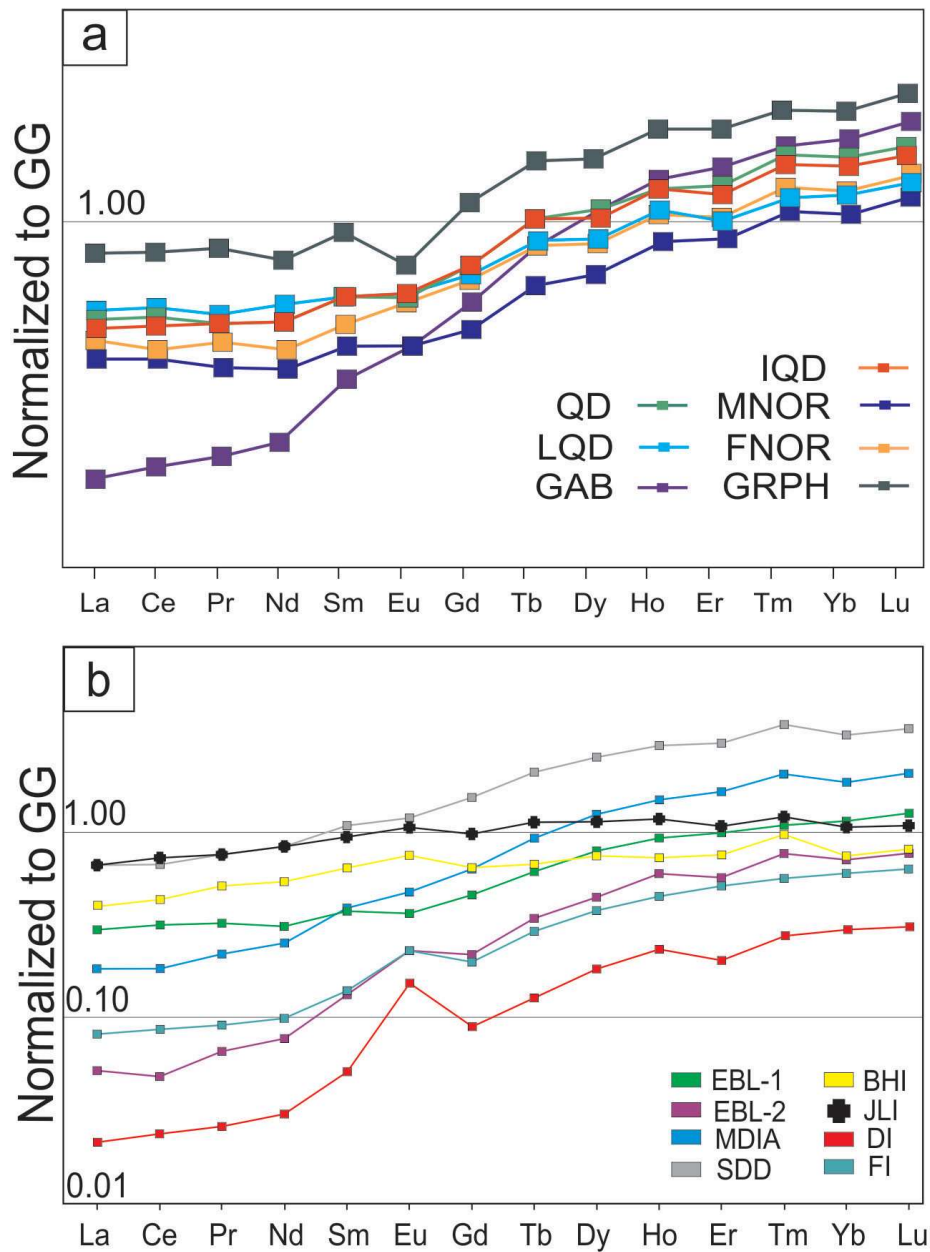 a
Normalized to GG
1.00
IQD
QD MNOR
LQD FNOR
GAB GRPH
La Ce Pr Nd Sm Eu Gd Tb Dy Ho Er Tm Yb Lu
b
Normalized to GG
1.00
0.10
0.01
EBL-1 BHI
EBL-2 JLI
MDIA DI
SDD FI
La Ce Pr Nd Sm Eu Gd Tb Dy Ho Er Tm Yb Lu